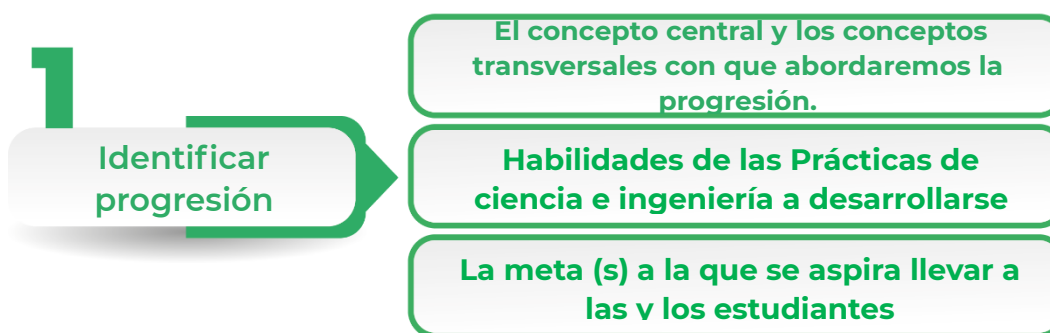 1
Identificar
progresión
El concepto central y los conceptos
transversales con que abordaremos la
progresión.
Habilidades de las Prácticas de
ciencia e ingeniería a desarrollarse
La meta (s) a la que se aspira llevar a
las y los estudiantes